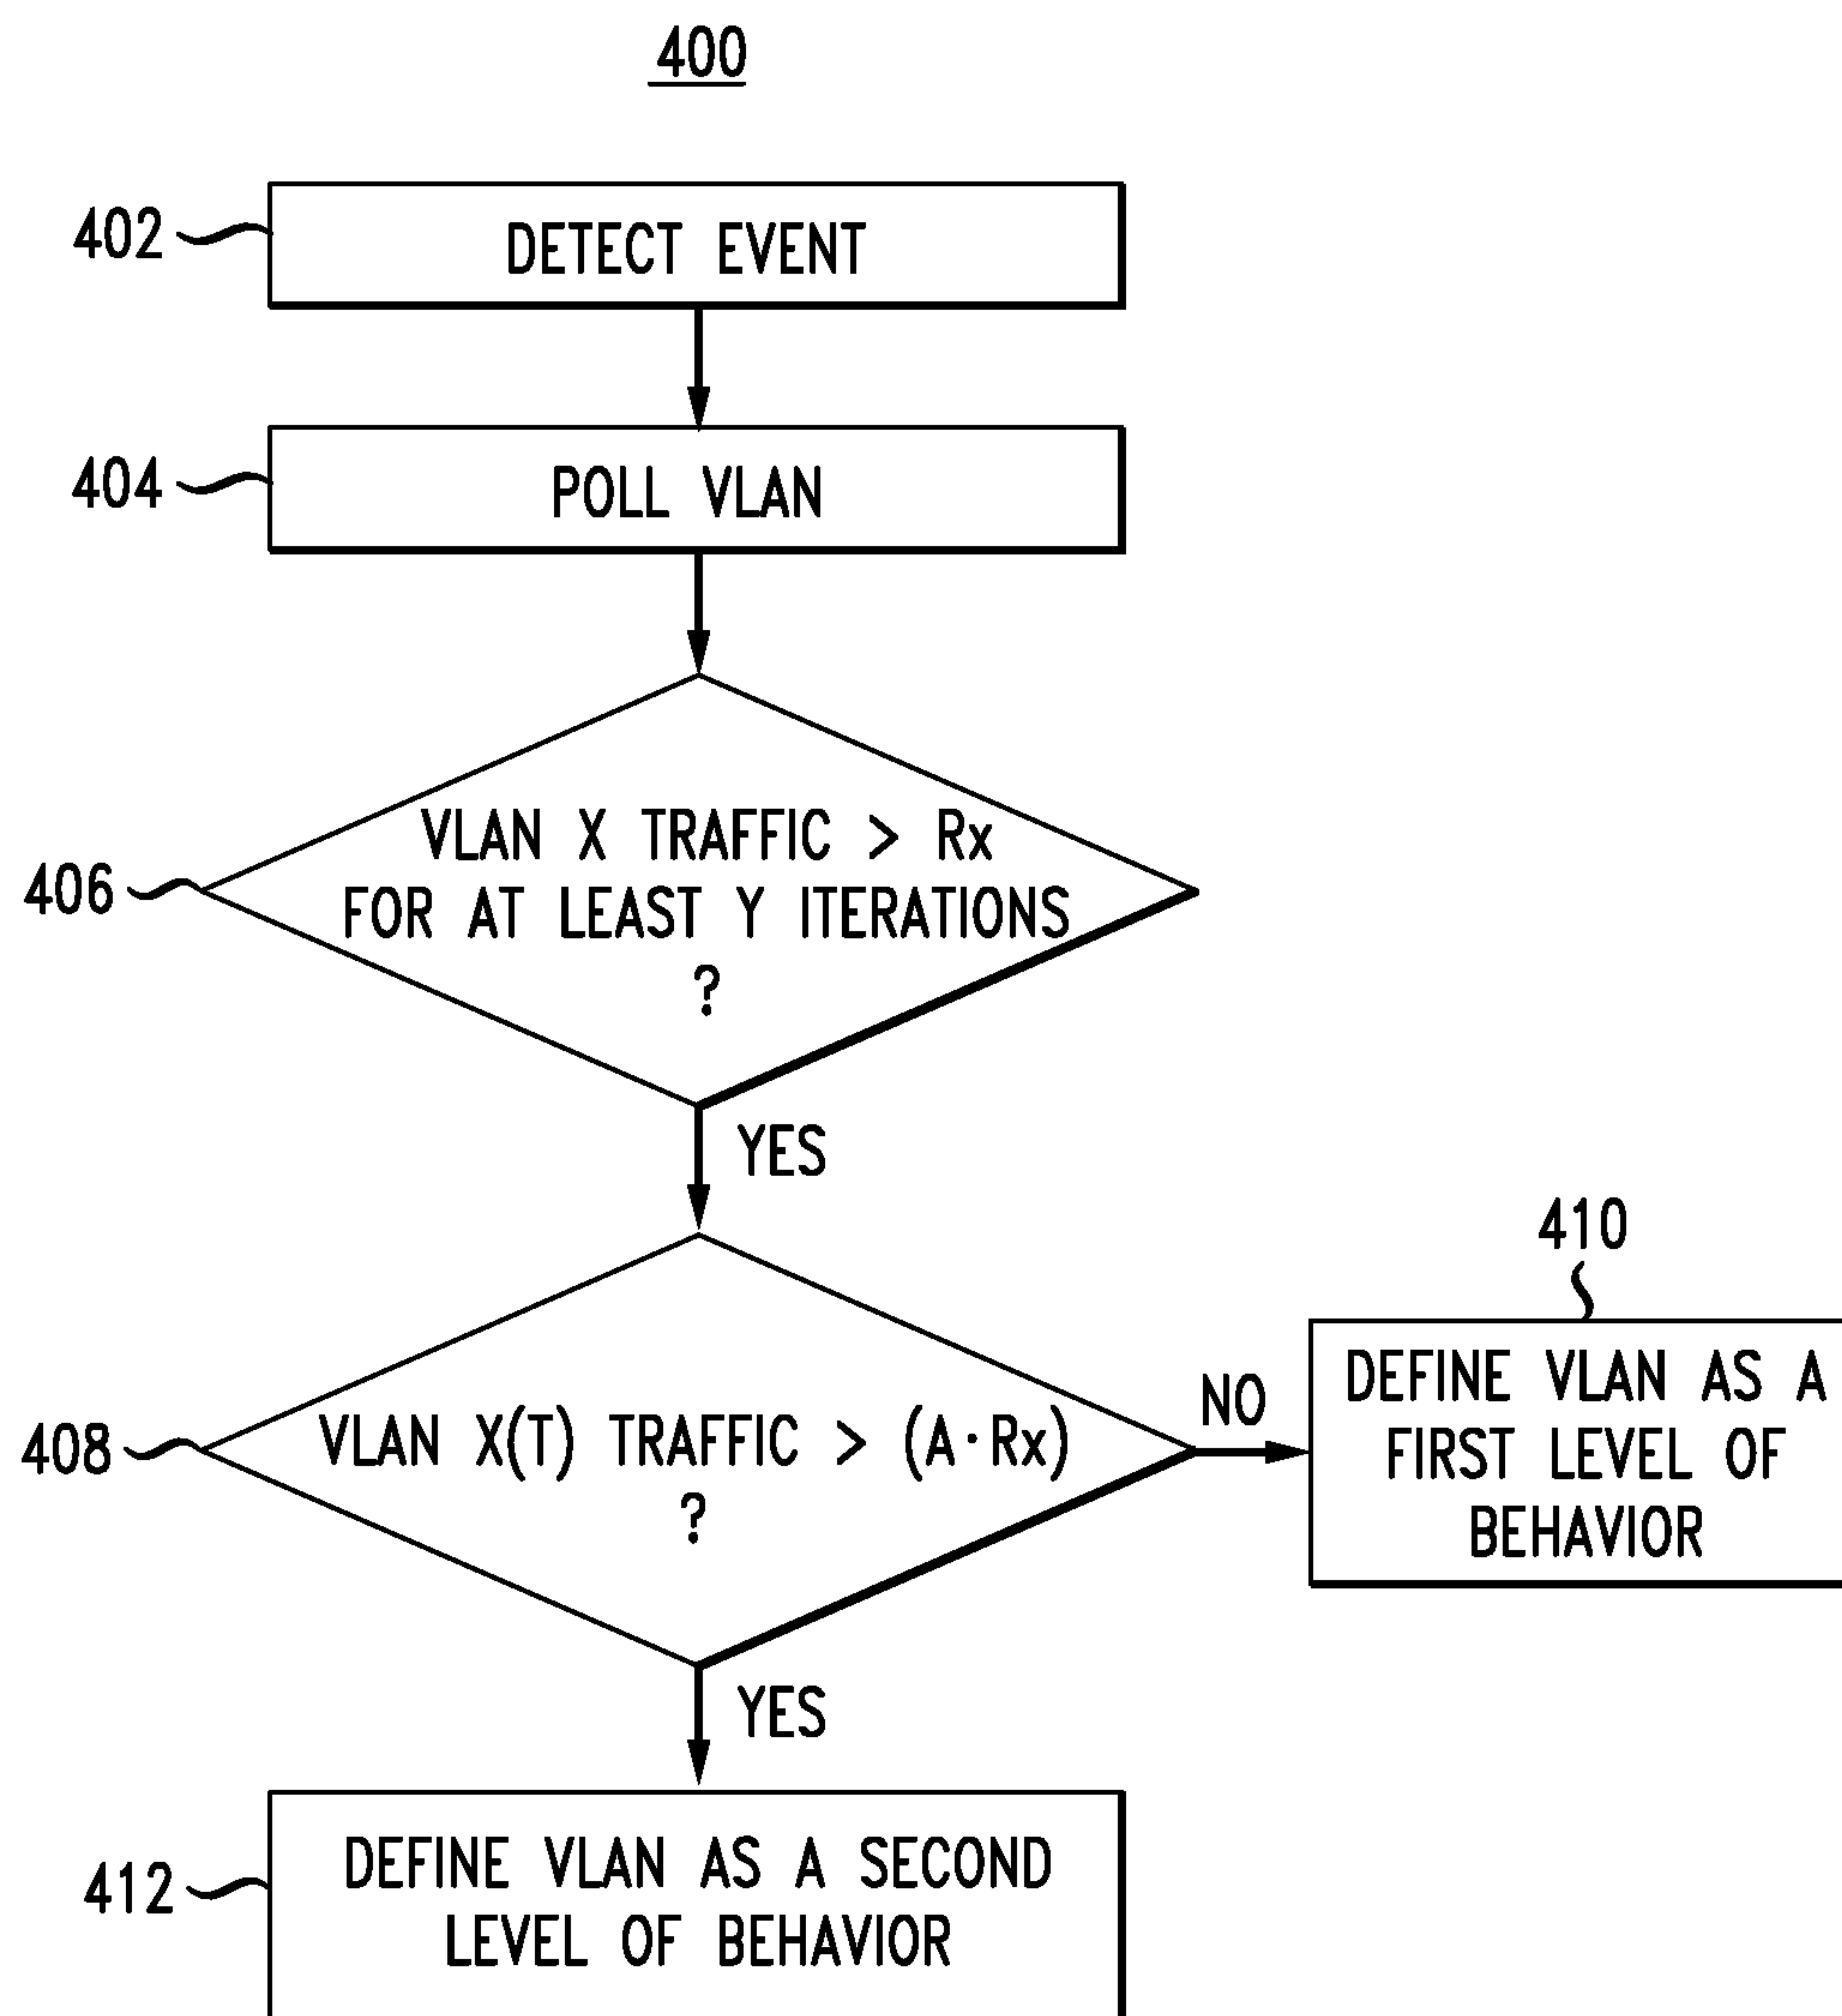 400
402
DETECT EVENT
404
POLL VLAN
406
VLAN X TRAFFIC > Rx
FOR AT LEAST Y ITERATIONS
?
YES
408
VLAN X(T) TRAFFIC > (A·Rx)
?
NO
410
DEFINE VLAN AS A
FIRST LEVEL OF
BEHAVIOR
YES
412
DEFINE VLAN AS A SECOND
LEVEL OF BEHAVIOR